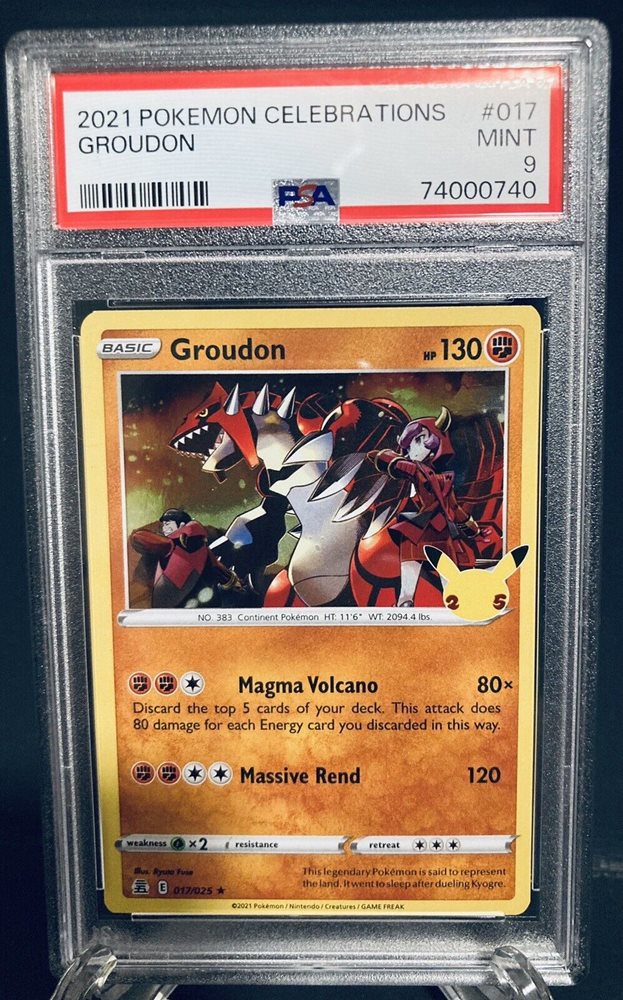 2021 POKEMON CELEBRATIONS #017
GROUDON MINT
9
PSA 74000740
BASIC Groudon HP 130
2 5
NO. 383 Continent Pokémon HT: 11'6" WT: 2094.4 lbs.
Magma Volcano 80×
Discard the top 5 cards of your deck. This attack does
80 damage for each Energy card you discarded in this way.
Massive Rend 120
weakness ×2 resistance retreat
Illus. Ryuta Fuse
This legendary Pokémon is said to represent
the land. It went to sleep after dueling Kyogre.
E 017/025 ★
©2021 Pokémon / Nintendo / Creatures / GAME FREAK